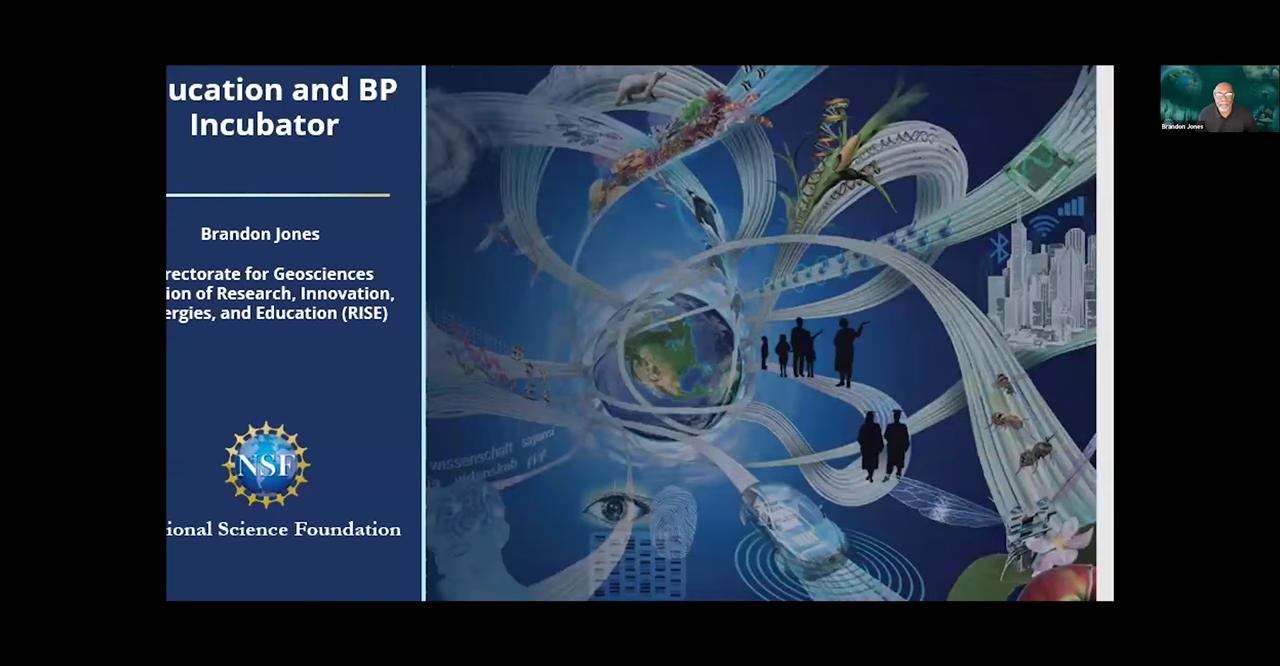 ucation and BP
Incubator
Brandon Jones
rectorate for Geosciences
ion of Research, Innovation,
ergies, and Education (RISE)
NSF
ional Science Foundation
wissenschaft sajansi
Brandon Jones